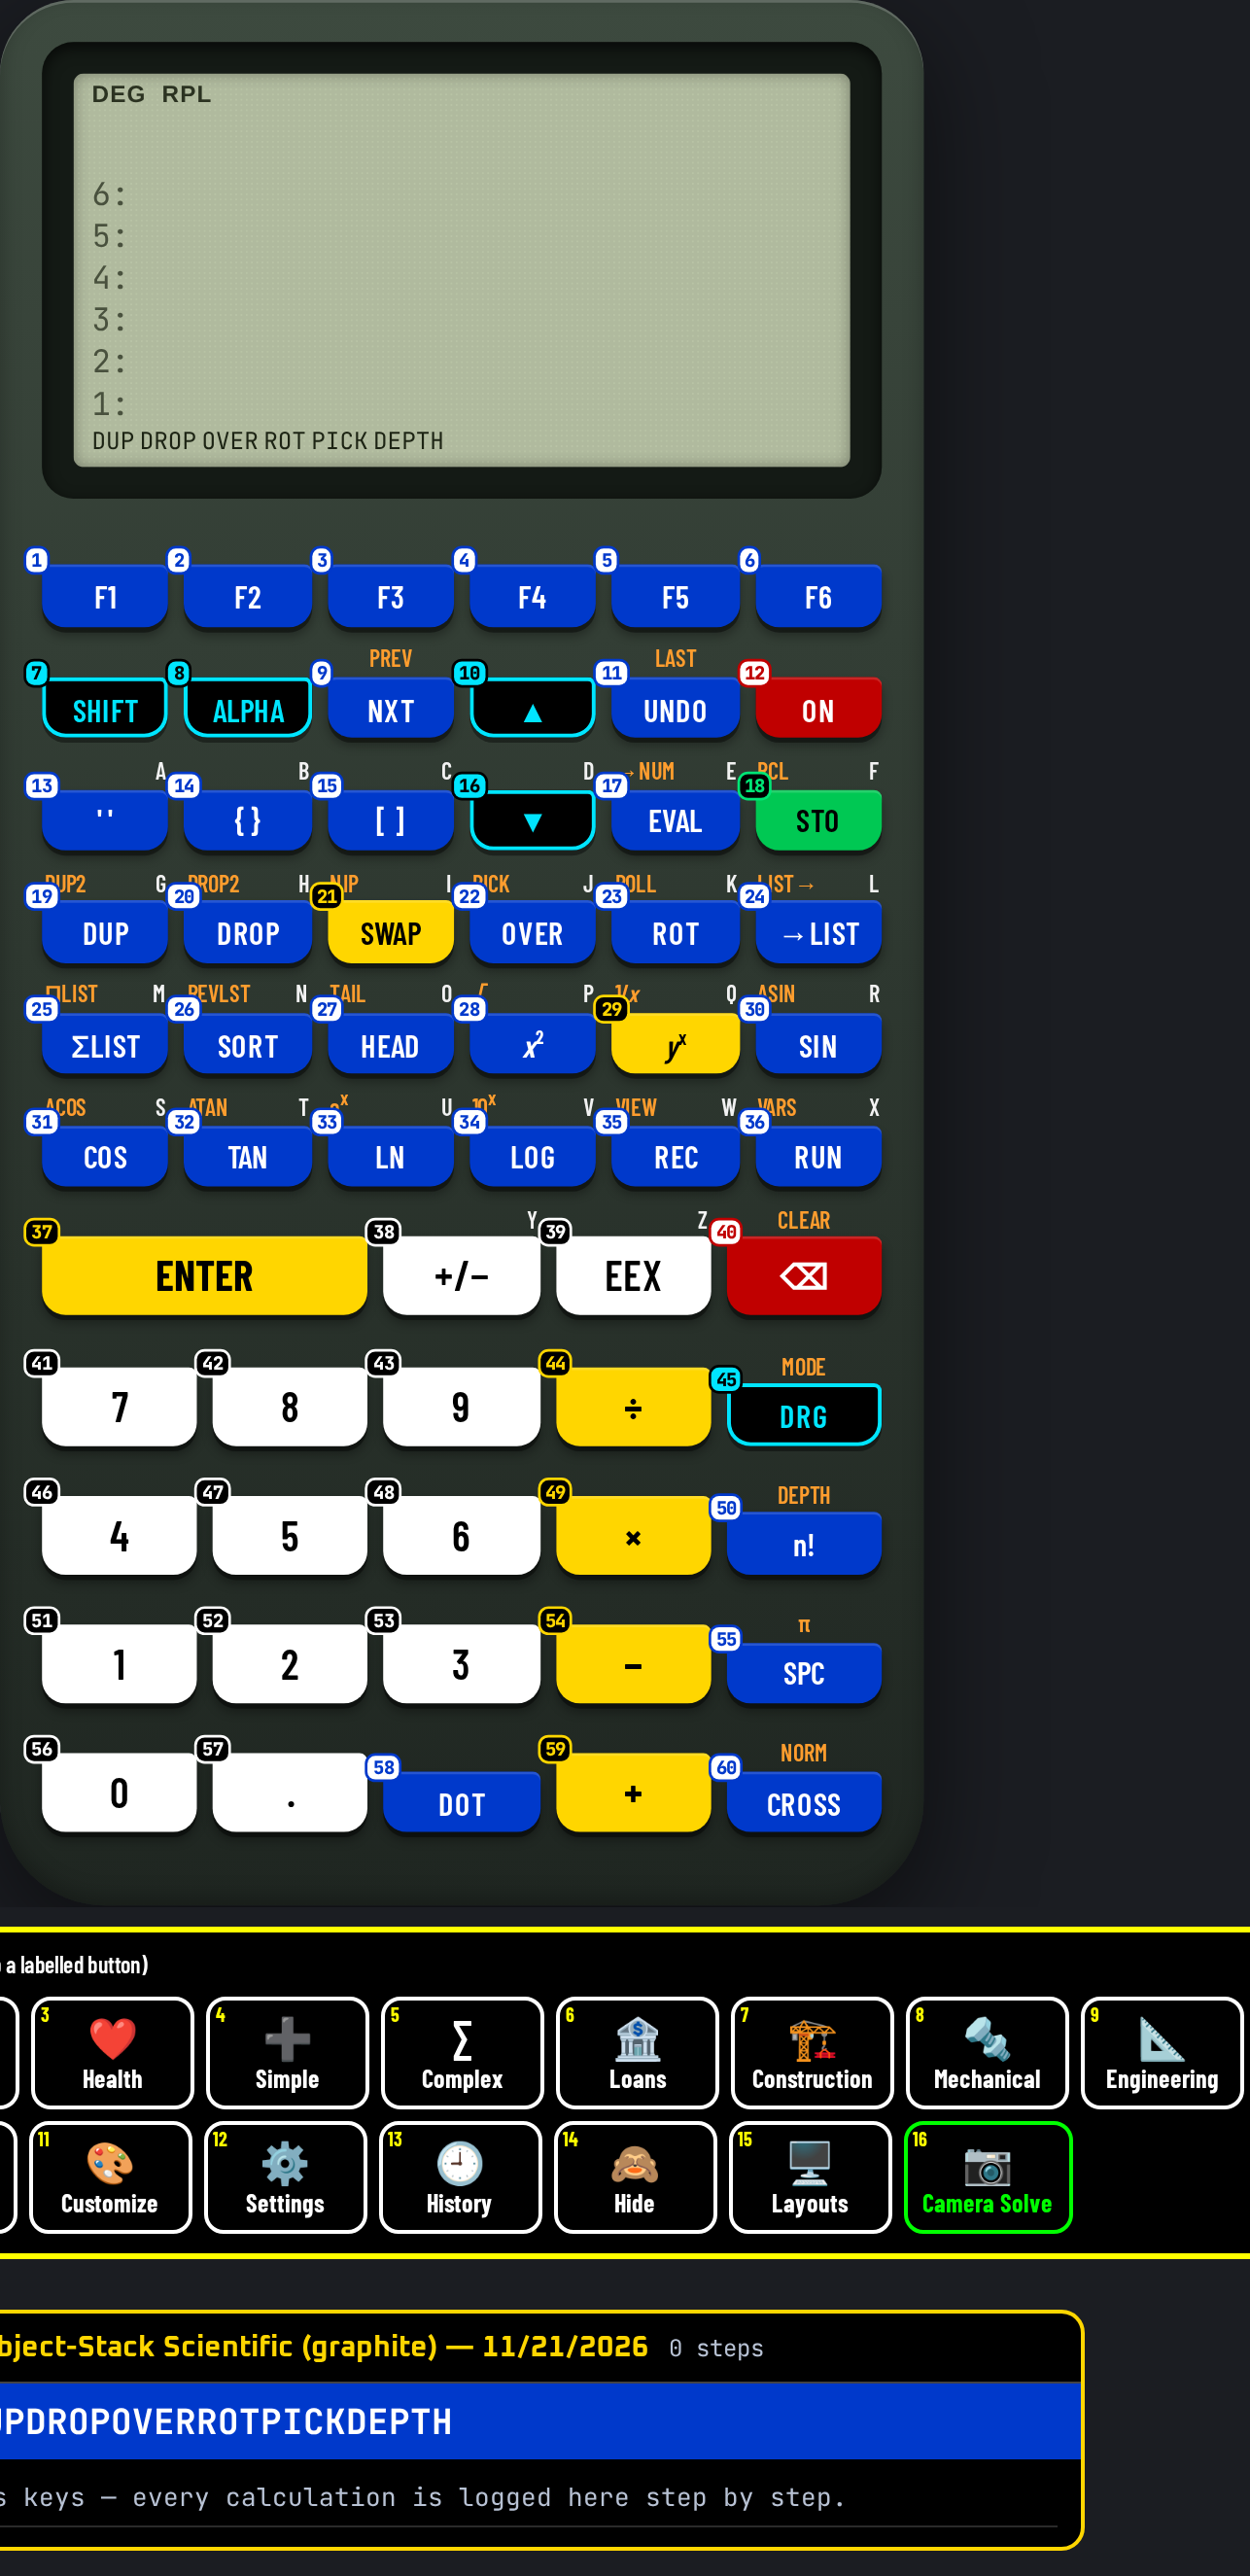 DEG RPL
6:
5:
4:
3:
2:
1:
DUP DROP OVER ROT PICK DEPTH
1 2 3 4 5 6
F1 F2 F3 F4 F5 F6
PREV LAST
7 8 9 10 11 12
SHIFT ALPHA NXT ▲ UNDO ON
A B C D →NUM E RCL F
13 14 15 16 17 18
' ' { } [ ] ▼ EVAL STO
DUP2 G DROP2 H NIP I PICK J ROLL K LIST→ L
19 20 21 22 23 24
DUP DROP SWAP OVER ROT →LIST
∏LIST M REVLST N TAIL O √ P 1/x Q ASIN R
25 26 27 28 29 30
ΣLIST SORT HEAD x² yˣ SIN
ACOS S ATAN T eˣ U 10ˣ V VIEW W VARS X
31 32 33 34 35 36
COS TAN LN LOG REC RUN
Y Z CLEAR
37 38 39 40
ENTER +/− EEX ⌫
41 42 43 44 45 MODE
7 8 9 ÷ DRG
46 47 48 49 50 DEPTH
4 5 6 × n!
51 52 53 54 55 π
1 2 3 − SPC
56 57 58 59 60 NORM
0 . DOT + CROSS
a labelled button)
3 4 5 6 7 8 9
Health Simple Σ Complex Loans Construction Mechanical Engineering
11 12 13 14 15 16
Customize Settings History Hide Layouts Camera Solve
bject-Stack Scientific (graphite) — 11/21/2026 0 steps
UPDROPOVERROTPICKDEPTH
s keys — every calculation is logged here step by step.